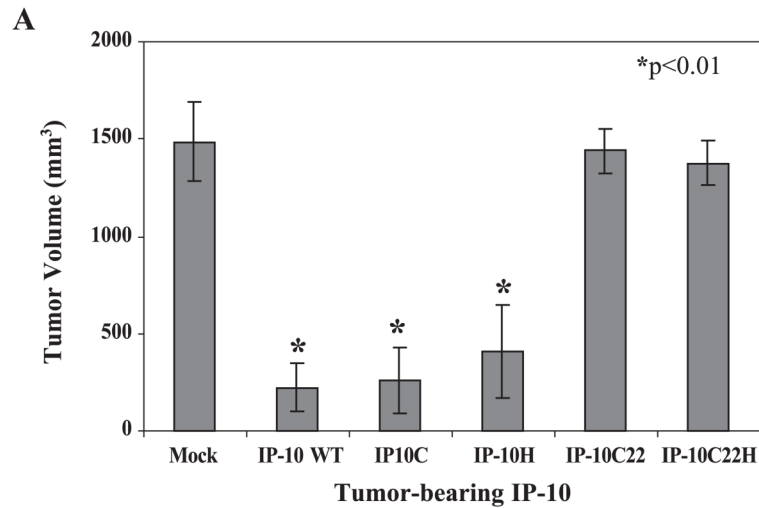 A
2000
*p<0.01
1500
1000
500
0
Tumor Volume (mm³)
*
*
*
Mock IP-10 WT IP10C IP-10H IP-10C22 IP-10C22H
Tumor-bearing IP-10